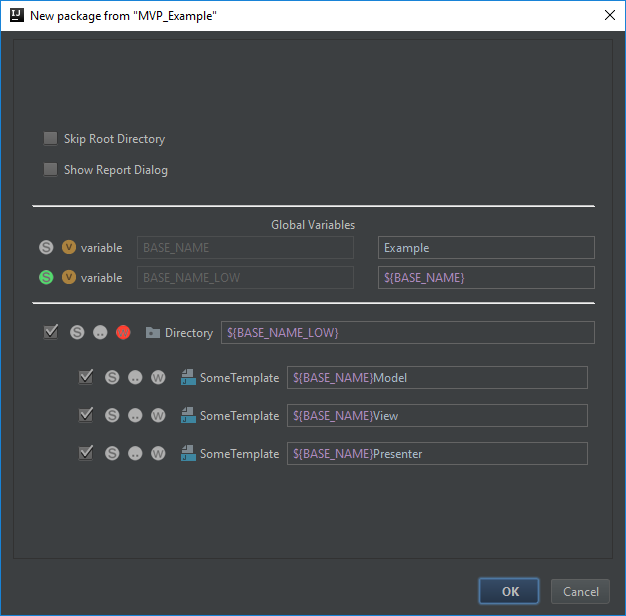 IJ New package from "MVP_Example"
Skip Root Directory
Show Report Dialog
Global Variables
S V variable BASE_NAME Example
S V variable BASE_NAME_LOW ${BASE_NAME}
S .. W Directory ${BASE_NAME_LOW}
S .. W SomeTemplate ${BASE_NAME}Model
S .. W SomeTemplate ${BASE_NAME}View
S .. W SomeTemplate ${BASE_NAME}Presenter
OK Cancel